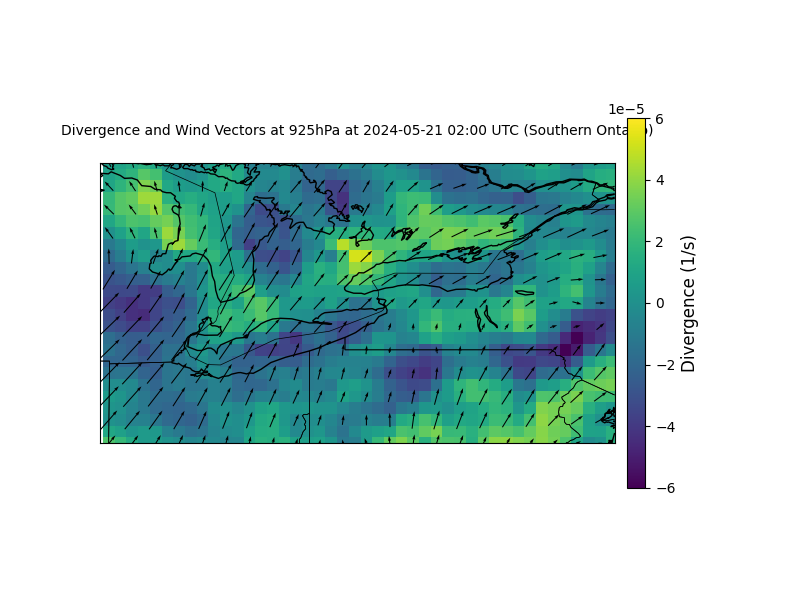 1e−5
Divergence and Wind Vectors at 925hPa at 2024-05-21 02:00 UTC (Southern Onta
6
4
2
0
−2
−4
−6
Divergence (1/s)